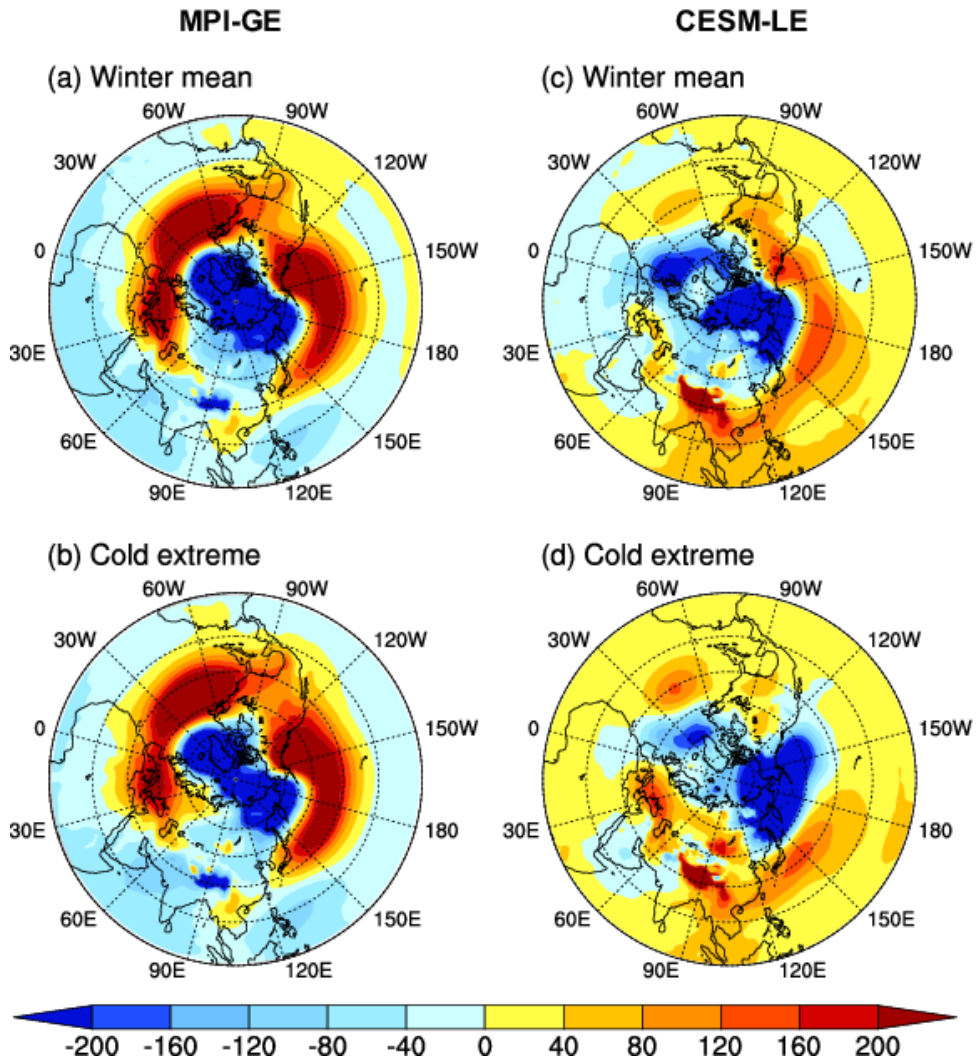 MPI-GE
CESM-LE
(a) Winter mean
(c) Winter mean
60W
90W
30W
120W
0
150W
30E
180
60E
150E
90E
120E
60W
90W
30W
120W
0
150W
30E
180
60E
150E
90E
120E
(b) Cold extreme
(d) Cold extreme
60W
90W
30W
120W
0
150W
30E
180
60E
150E
90E
120E
60W
90W
30W
120W
0
150W
30E
180
60E
150E
90E
120E
-200 -160 -120 -80 -40 0 40 80 120 160 200